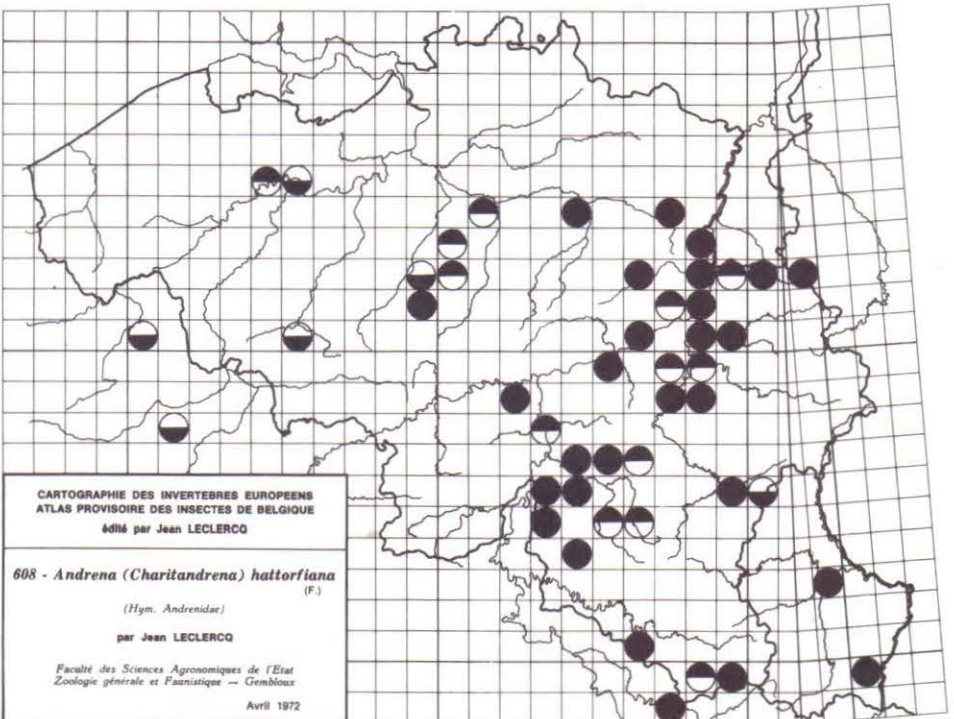 CARTOGRAPHIE DES INVERTEBRES EUROPEENS
ATLAS PROVISOIRE DES INSECTES DE BELGIQUE
édité par Jean LECLERCQ
608 - Andrena (Charitandrena) hattorfiana
(F.)
(Hym. Andrenidae)
par Jean LECLERCQ
Faculté des Sciences Agronomiques de l'Etat
Zoologie générale et Faunistique — Gembloux
Avril 1972